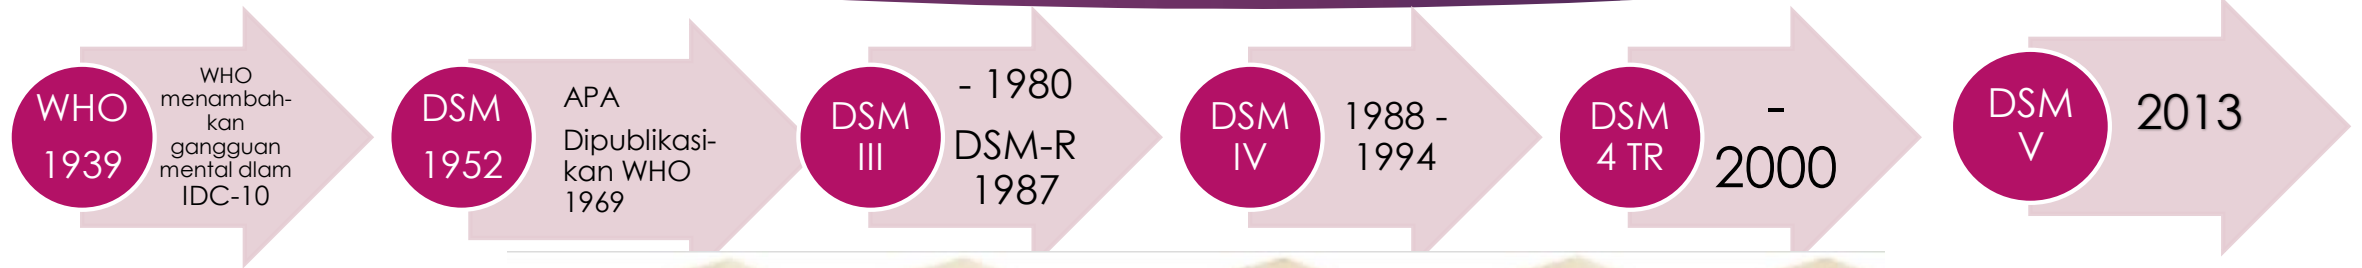 WHO
1939
WHO
menambah-
kan
gangguan
mental dlam
IDC-10
DSM
1952
APA
Dipublikasi-
kan WHO
1969
DSM
III
- 1980
DSM-R
1987
DSM
IV
1988 -
1994
DSM
4 TR
-
2000
DSM
V
2013